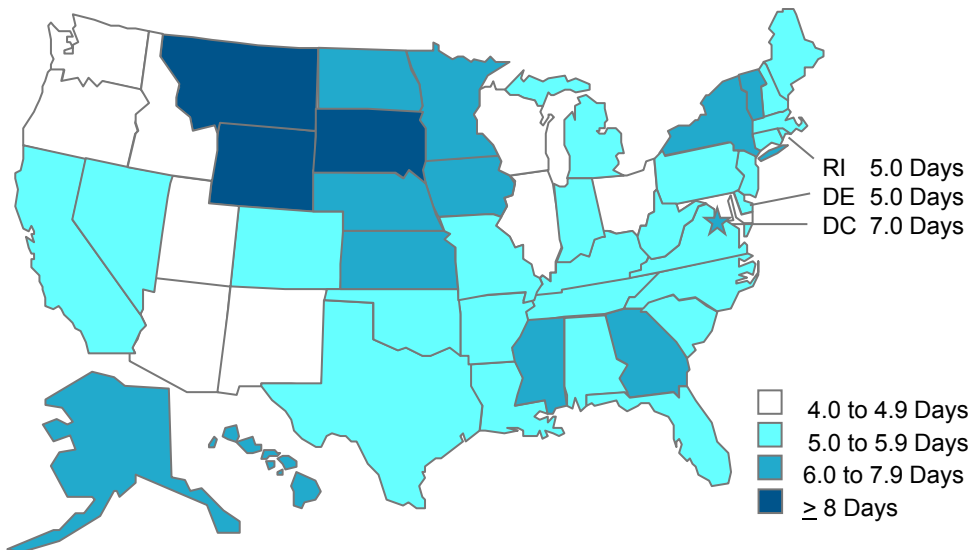 RI 5.0 Days
DE 5.0 Days
DC 7.0 Days
4.0 to 4.9 Days
5.0 to 5.9 Days
6.0 to 7.9 Days
≥ 8 Days